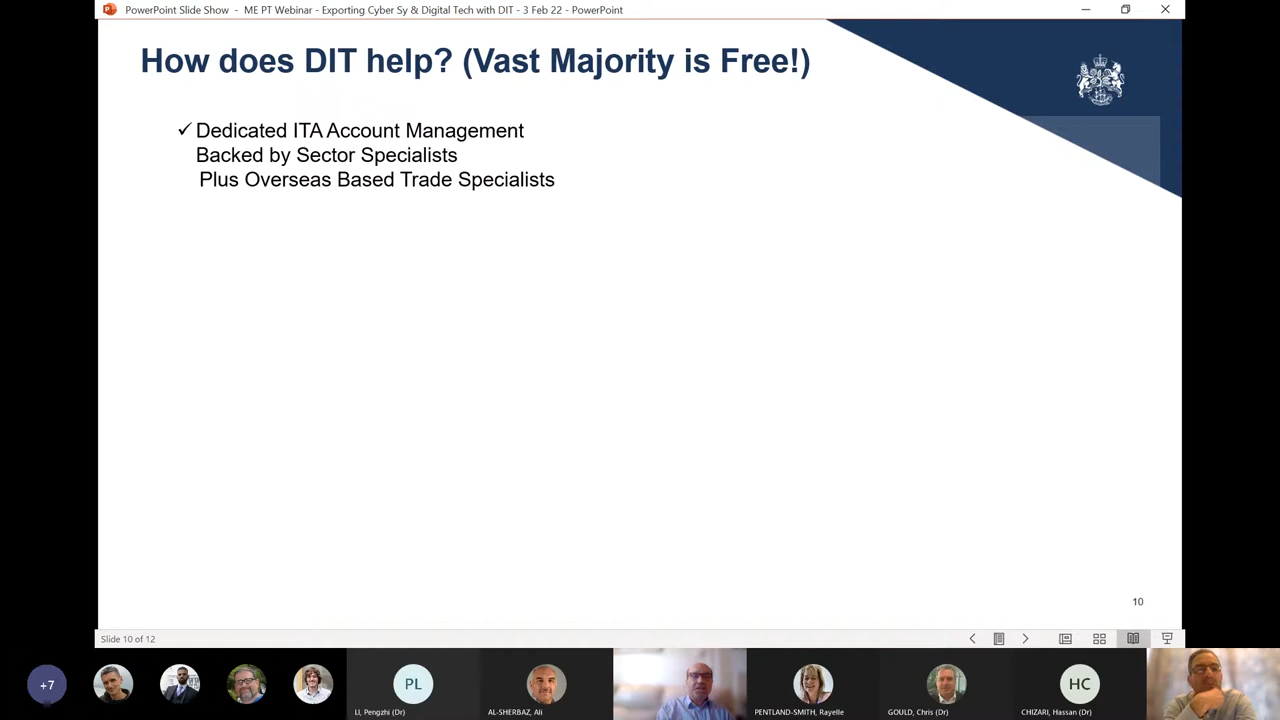 PowerPoint Slide Show - ME PT Webinar - Exporting Cyber Sy & Digital Tech with DIT - 3 Feb 22 - PowerPoint
How does DIT help? (Vast Majority is Free!)
✓ Dedicated ITA Account Management
Backed by Sector Specialists
Plus Overseas Based Trade Specialists
10
Slide 10 of 12
+7
PL
HC
LI, Pengzhi (Dr)
AL-SHERBAZ, Ali
PENTLAND-SMITH, Rayelle
GOULD, Chris (Dr)
CHIZARI, Hassan (Dr)